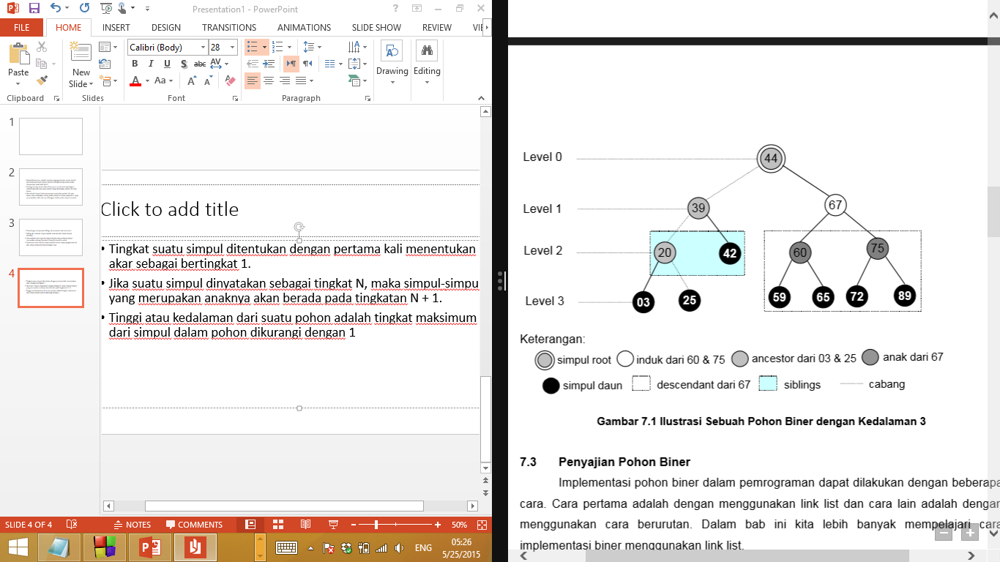 Presentation1 - PowerPoint
?
FILE
HOME
INSERT
DESIGN
TRANSITIONS
ANIMATIONS
SLIDE SHOW
REVIEW
Calibri (Body)
28
Paste
New
Slide
B I U S abc AV
A Aa A A
Drawing
Editing
Clipboard
Slides
Font
Paragraph
1
2
3
4
Click to add title
• Tingkat suatu simpul ditentukan dengan pertama kali menentukan
akar sebagai bertingkat 1.
• Jika suatu simpul dinyatakan sebagai tingkat N, maka simpul-simpu
yang merupakan anaknya akan berada pada tingkatan N + 1.
• Tinggi atau kedalaman dari suatu pohon adalah tingkat maksimum
dari simpul dalam pohon dikurangi dengan 1
SLIDE 4 OF 4
NOTES
COMMENTS
50%
ENG
05:26
5/25/2015
Level 0
44
Level 1
39
67
Level 2
20
42
60
75
Level 3
03
25
59
65
72
89
Keterangan:
simpul root
induk dari 60 & 75
ancestor dari 03 & 25
anak dari 67
simpul daun
descendant dari 67
siblings
cabang
Gambar 7.1 Ilustrasi Sebuah Pohon Biner dengan Kedalaman 3
7.3 Penyajian Pohon Biner
Implementasi pohon biner dalam pemrograman dapat dilakukan dengan beberapa
cara. Cara pertama adalah dengan menggunakan link list dan cara lain adalah dengan
menggunakan cara berurutan. Dalam bab ini kita lebih banyak mempelajari cara
implementasi biner menggunakan link list.